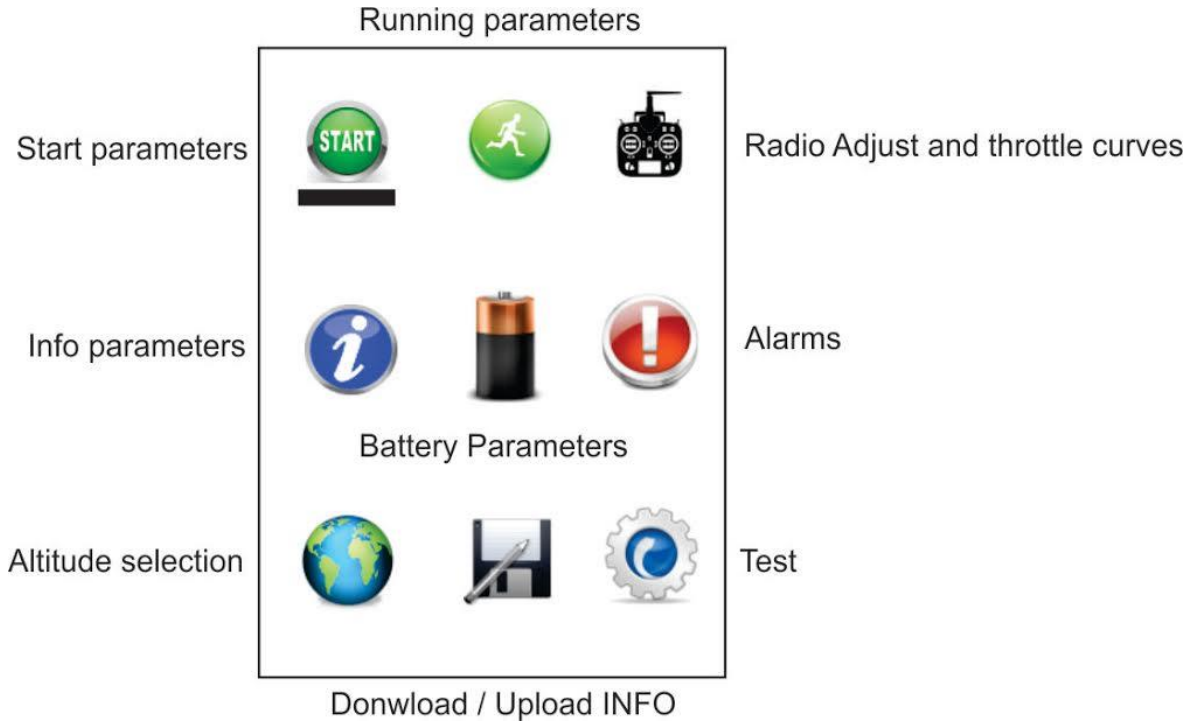 Running parameters
Start parameters
START
Radio Adjust and throttle curves
Info parameters
i
!
Alarms
Battery Parameters
Altitude selection
Test
Donwload / Upload INFO